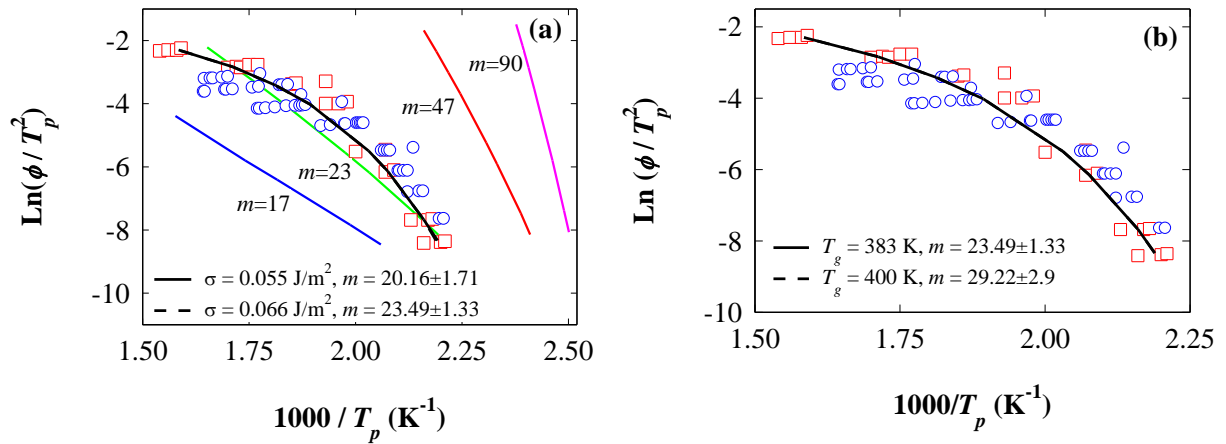 (a)
-2
-4
-6
-8
-10
Ln(ϕ / T_p^2)
m=90
m=47
m=23
m=17
σ = 0.055 J/m^2, m = 20.16±1.71
σ = 0.066 J/m^2, m = 23.49±1.33
1.50 1.75 2.00 2.25 2.50
1000 / T_p (K^-1)
(b)
-2
-4
-6
-8
-10
Ln (ϕ / T_p^2)
T_g = 383 K, m = 23.49±1.33
T_g = 400 K, m = 29.22±2.9
1.50 1.75 2.00 2.25
1000/T_p (K^-1)